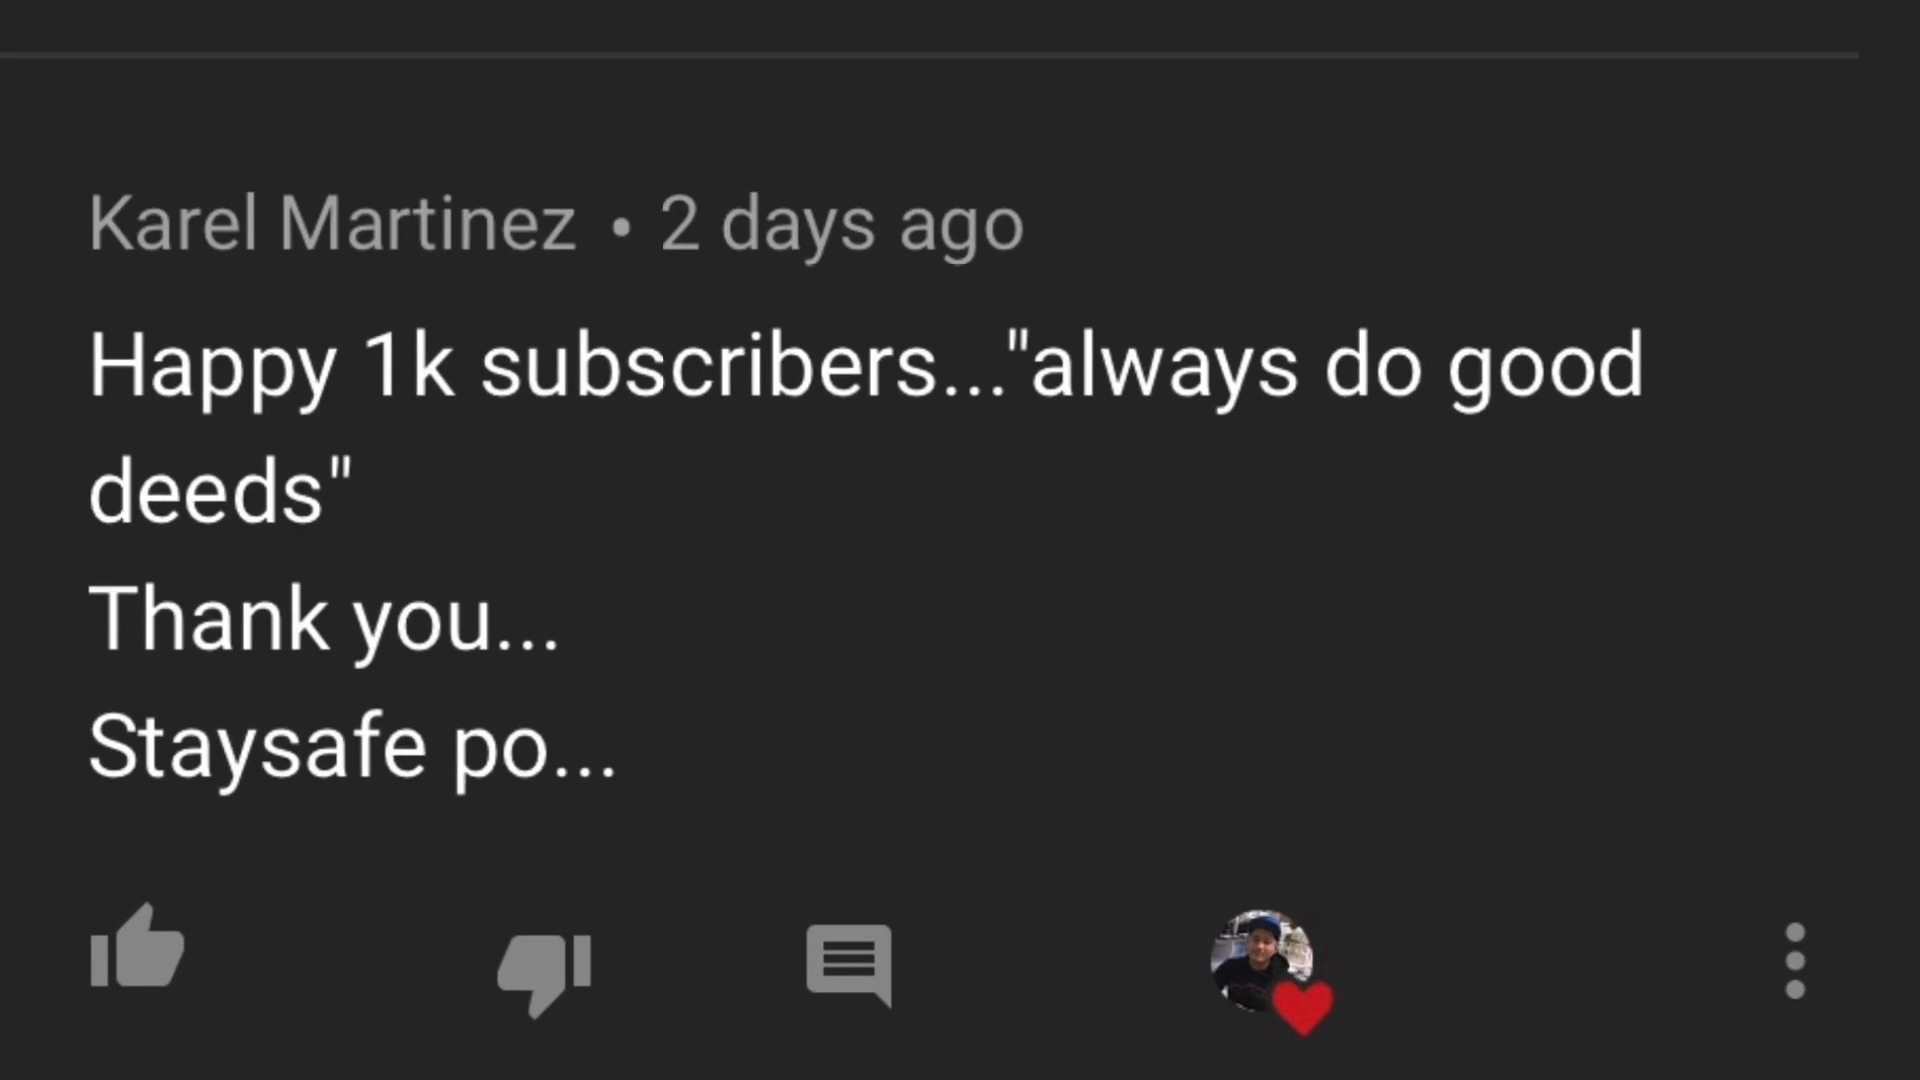 Karel Martinez • 2 days ago
Happy 1k subscribers..."always do good
deeds"
Thank you...
Staysafe po...